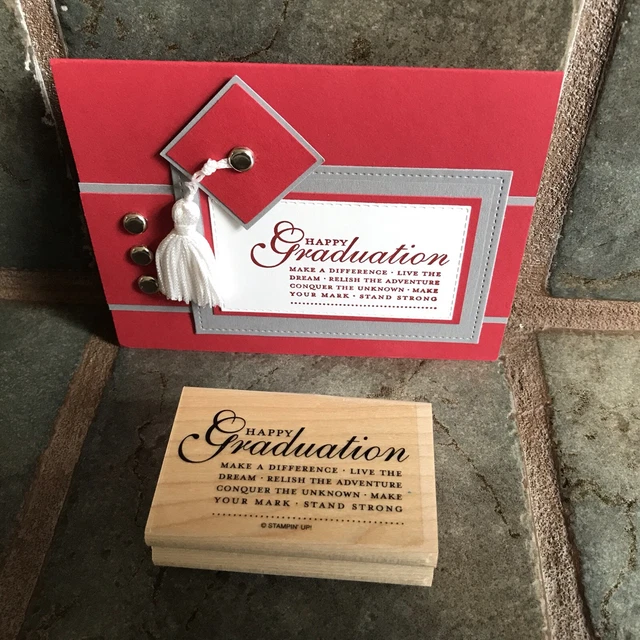 HAPPY
Graduation
MAKE A DIFFERENCE · LIVE THE
DREAM · RELISH THE ADVENTURE
CONQUER THE UNKNOWN · MAKE
YOUR MARK · STAND STRONG
HAPPY
Graduation
MAKE A DIFFERENCE · LIVE THE
DREAM · RELISH THE ADVENTURE
CONQUER THE UNKNOWN · MAKE
YOUR MARK · STAND STRONG
© STAMPIN' UP!